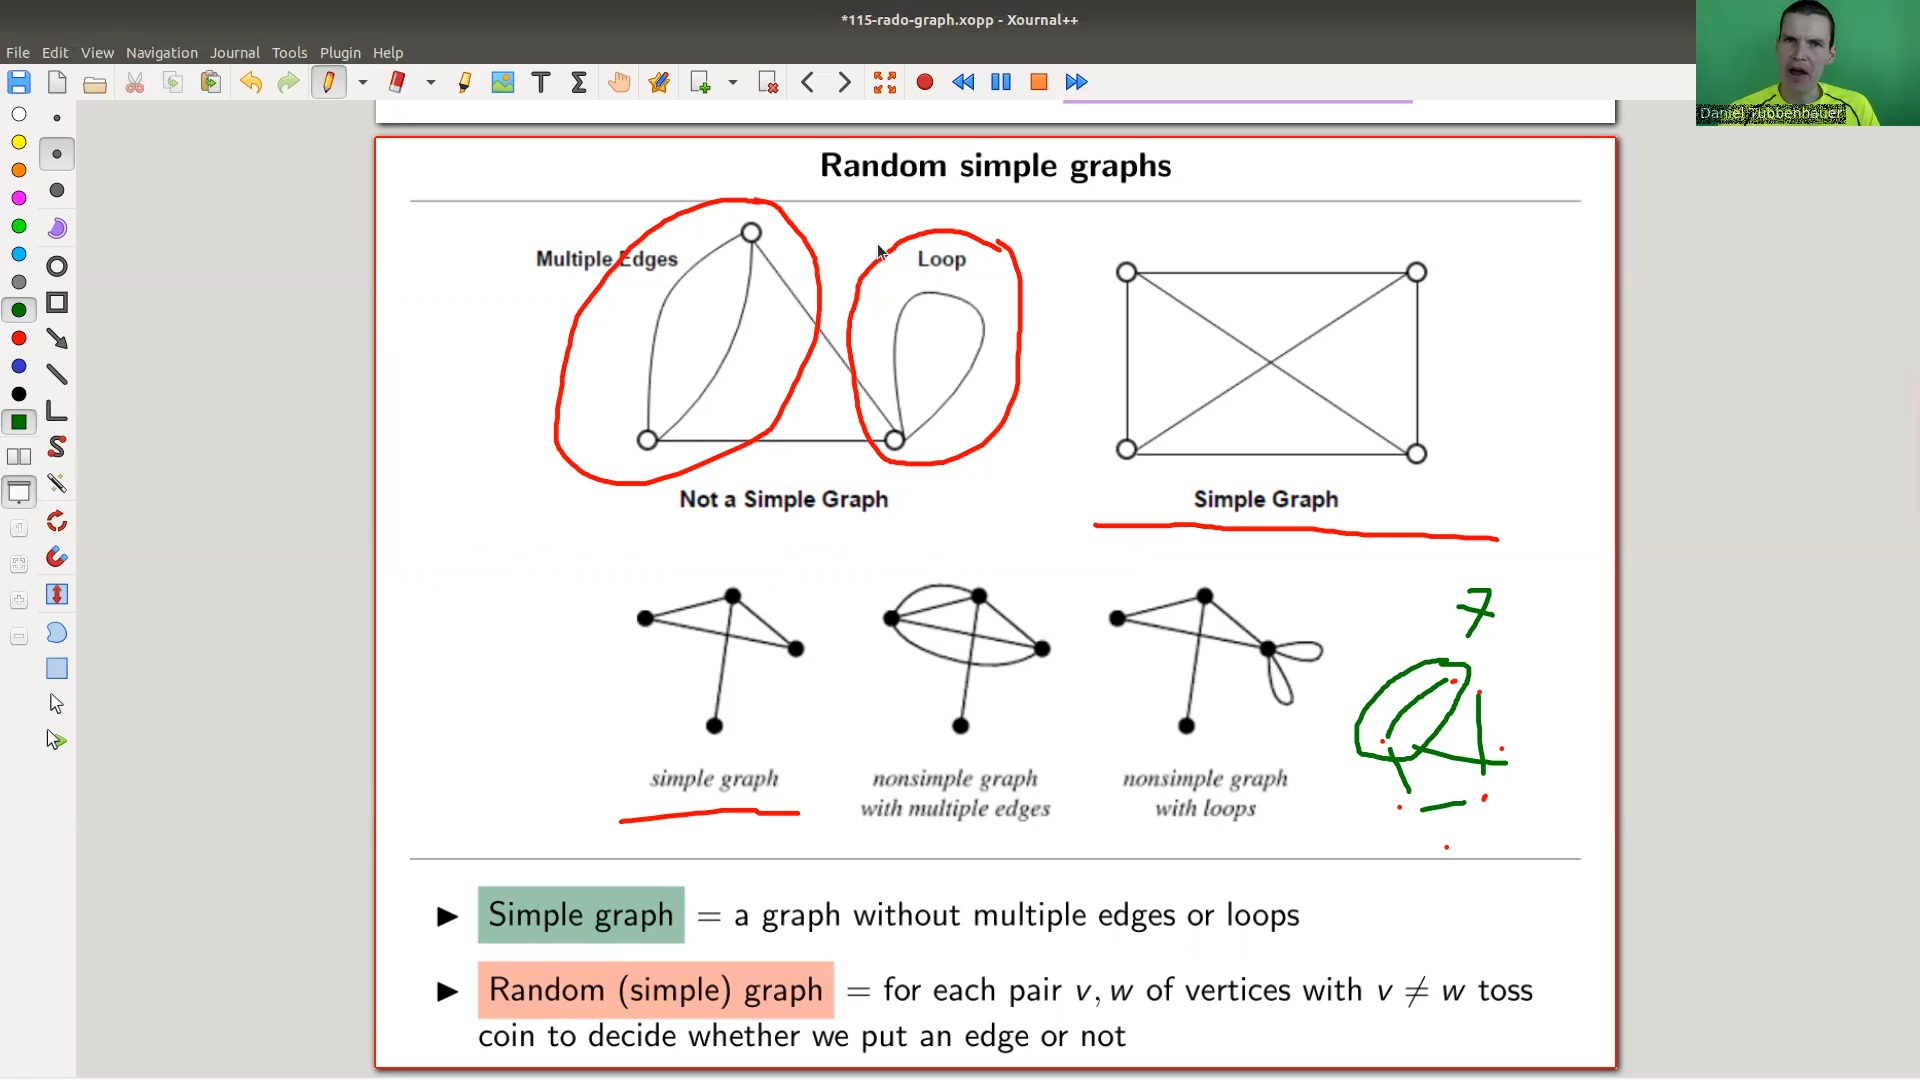 *115-rado-graph.xopp - Xournal++
File Edit View Navigation Journal Tools Plugin Help
Daniel Tubbenhauer
Random simple graphs
Multiple Edges
Loop
Not a Simple Graph
Simple Graph
7
simple graph
nonsimple graph
with multiple edges
nonsimple graph
with loops
▶ Simple graph = a graph without multiple edges or loops
▶ Random (simple) graph = for each pair v, w of vertices with v ≠ w toss
coin to decide whether we put an edge or not